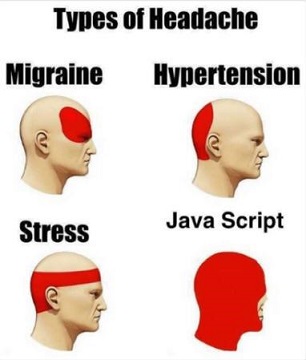 Types of Headache
Migraine
Hypertension
Stress
Java Script